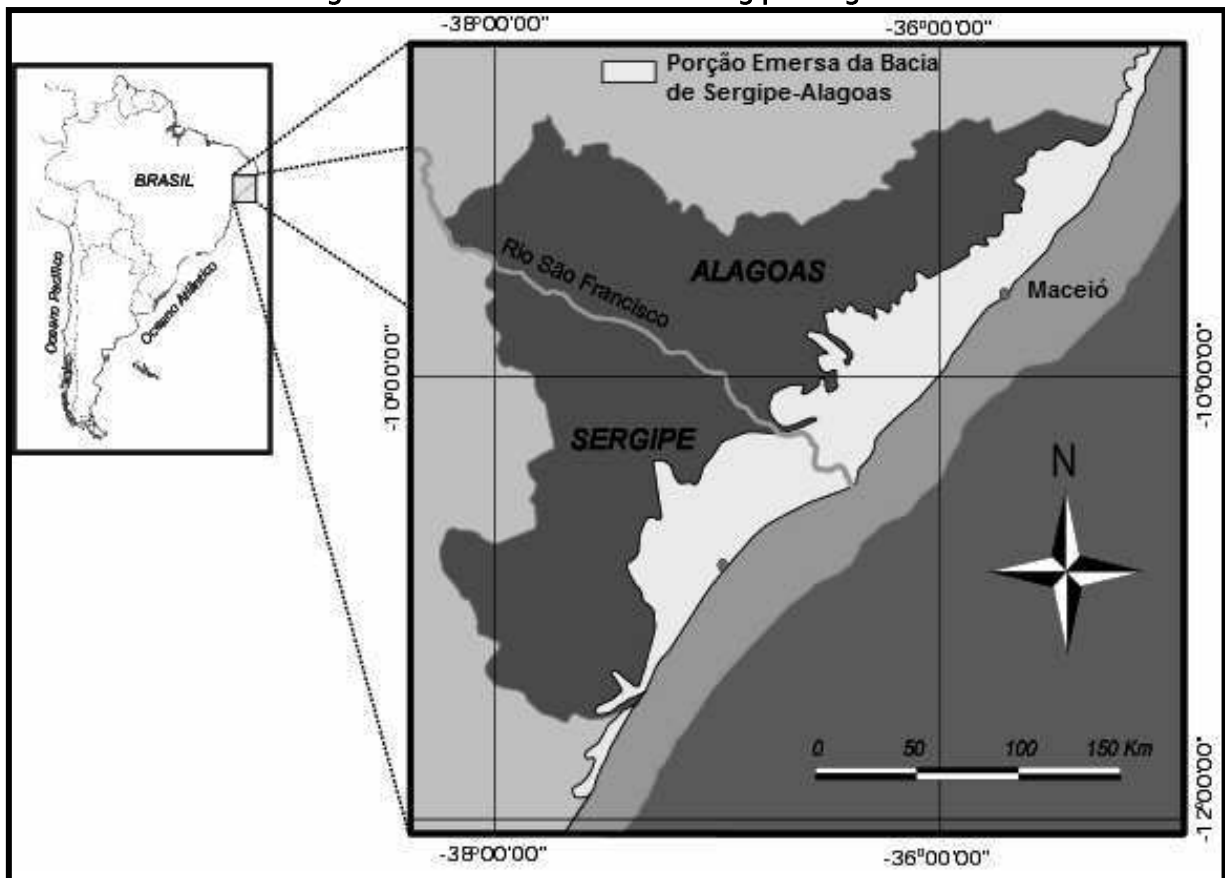 -38º00'00"
-36º00'00"
Porção Emersa da Bacia
de Sergipe-Alagoas
BRASIL
Oceano Pacífico
Oceano Atlântico
Rio São Francisco
ALAGOAS
Maceió
-10º00'00"
-10º00'00"
SERGIPE
N
0 50 100 150 Km
-12º00'00"
-38º00'00"
-36º00'00"